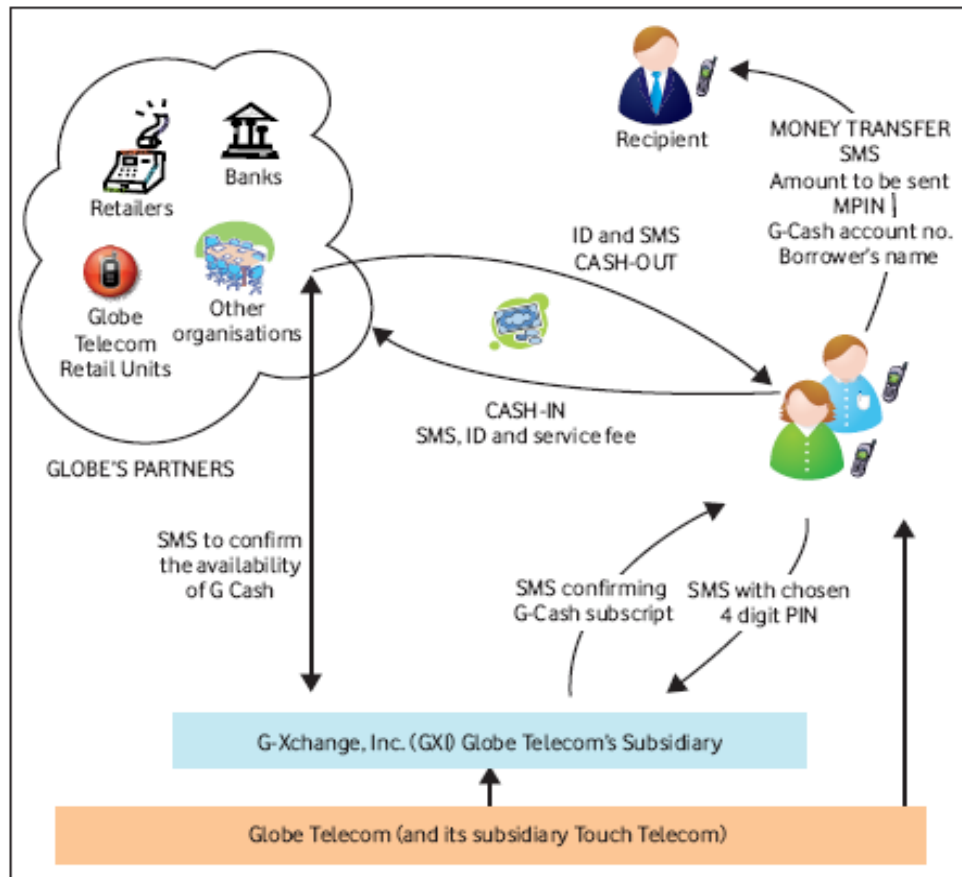 Retailers
Banks
Globe
Telecom
Retail Units
Other
organisations
GLOBE'S PARTNERS
Recipient
MONEY TRANSFER
SMS
Amount to be sent
MPIN
G-Cash account no.
Borrower's name
ID and SMS
CASH-OUT
CASH-IN
SMS, ID and service fee
SMS to confirm
the availability
of G Cash
SMS confirming
G-Cash subscript
SMS with chosen
4 digit PIN
G-Xchange, Inc. (GXI) Globe Telecom's Subsidiary
Globe Telecom (and its subsidiary Touch Telecom)